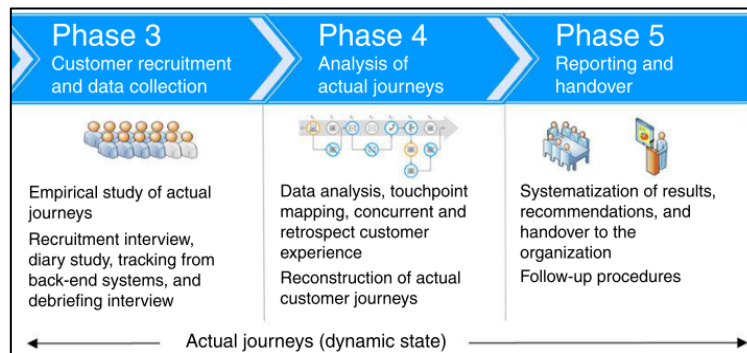 Phase 3
Customer recruitment
and data collection
Empirical study of actual
journeys
Recruitment interview,
diary study, tracking from
back-end systems, and
debriefing interview
Phase 4
Analysis of
actual journeys
Data analysis, touchpoint
mapping, concurrent and
retrospect customer
experience
Reconstruction of actual
customer journeys
Phase 5
Reporting and
handover
Systematization of results,
recommendations, and
handover to the
organization
Follow-up procedures
Actual journeys (dynamic state)